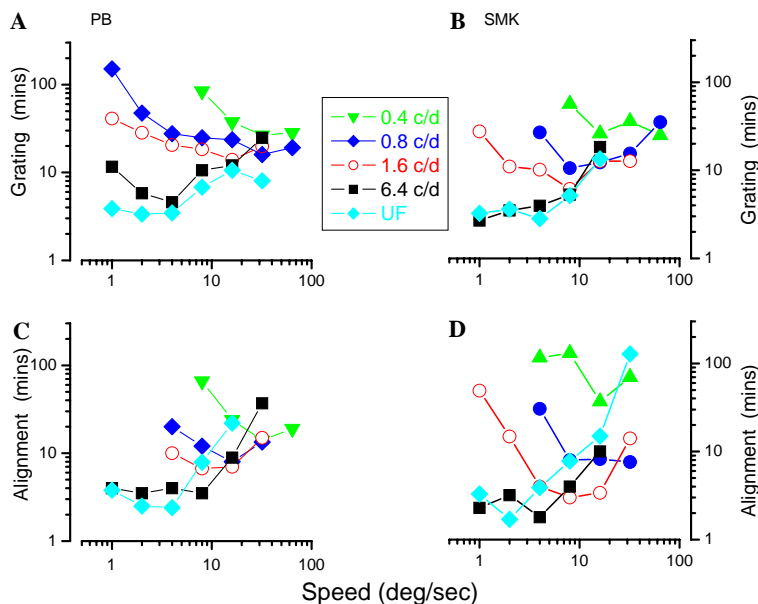 A PB
B SMK
Grating (mins)
100
10
1
1 10 100
0.4 c/d
0.8 c/d
1.6 c/d
6.4 c/d
UF
100
10
1
Grating (mins)
1 10 100
C
D
Alignment (mins)
100
10
1
1 10 100
100
10
1
Alignment (mins)
1 10 100
Speed (deg/sec)